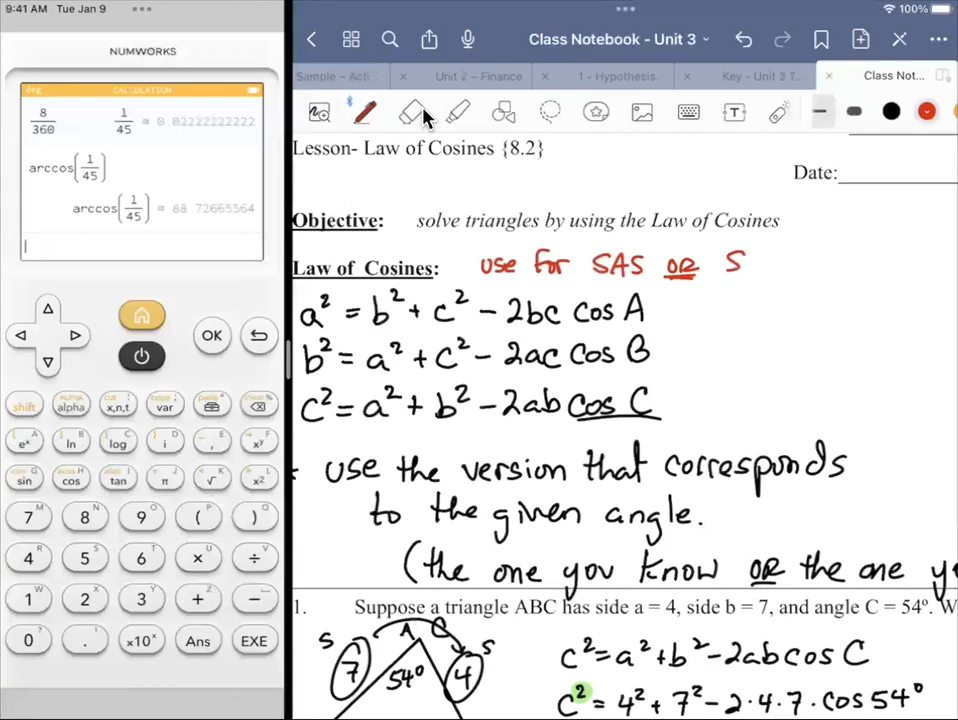 9:41 AM Tue Jan 9
100%
NUMWORKS
deg CALCULATION
8/360
1/45 ≈ 0.02222222222
arccos(1/45)
arccos(1/45) ≈ 88.72665564
OK
shift alpha x,n,t var
e^x ln log i , x^y
sin cos tan π √ x²
7 8 9 ( )
4 5 6 × ÷
1 2 3 + −
0 . ×10^x Ans EXE
Class Notebook - Unit 3
Sample – Acti...
Unit 2 – Finance
1 - Hypothesis.
Key - Unit 2 T...
Class Not...
Lesson- Law of Cosines {8.2}
Date:
Objective: solve triangles by using the Law of Cosines
Law of Cosines: use for SAS OR S
a² = b² + c² − 2bc cos A
b² = a² + c² − 2ac cos B
c² = a² + b² − 2ab cos C
use the version that corresponds
to the given angle.
(the one you know OR the one y
1. Suppose a triangle ABC has side a = 4, side b = 7, and angle C = 54º. W
S 7 54° 4 S
c² = a² + b² − 2ab cos C
c² = 4² + 7² − 2·4·7·cos 54°